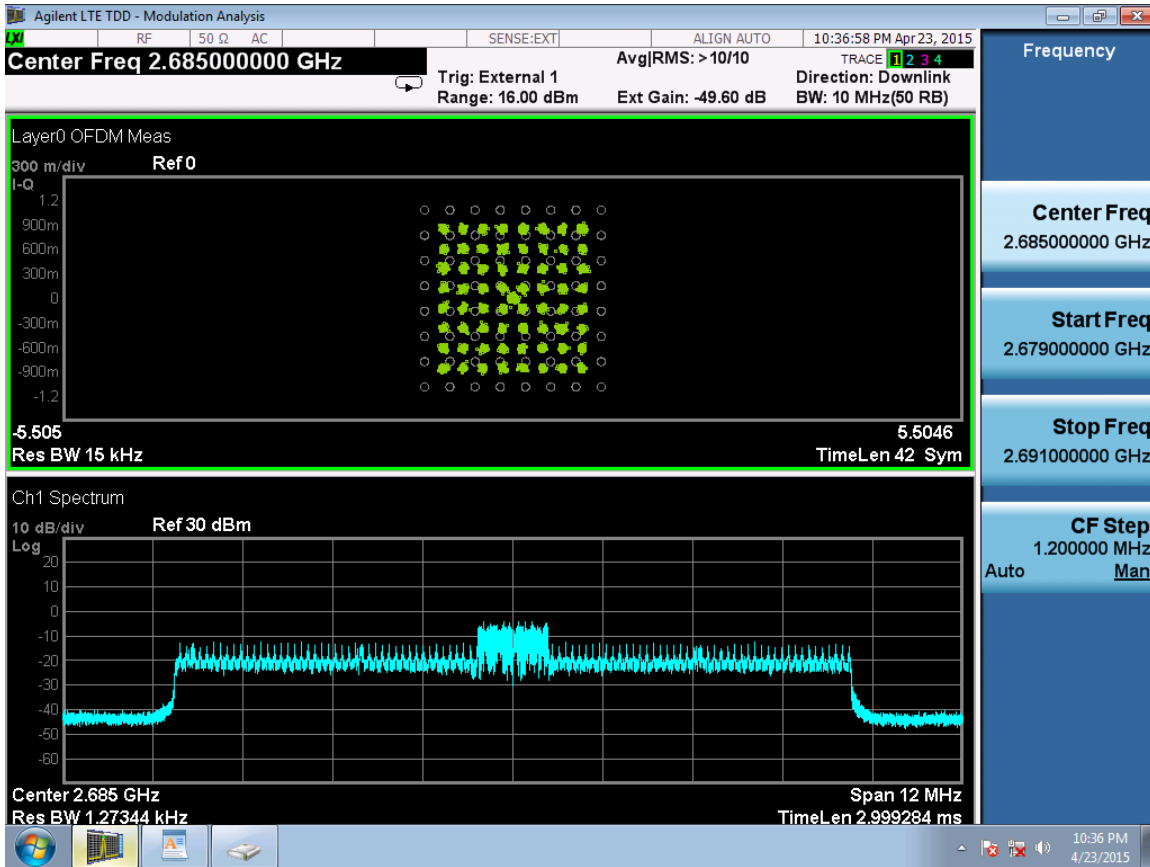 Agilent LTE TDD - Modulation Analysis
LXI RF 50 Ω AC SENSE:EXT ALIGN AUTO 10:36:58 PM Apr 23, 2015
Center Freq 2.685000000 GHz
Avg|RMS: >10/10
TRACE 1 2 3 4
Trig: External 1
Direction: Downlink
Range: 16.00 dBm
Ext Gain: -49.60 dB
BW: 10 MHz(50 RB)
Layer0 OFDM Meas
300 m/div
Ref 0
I-Q
1.2
900m
600m
300m
0
-300m
-600m
-900m
-1.2
-5.505
5.5046
Res BW 15 kHz
TimeLen 42 Sym
Ch1 Spectrum
10 dB/div
Ref 30 dBm
Log
20
10
0
-10
-20
-30
-40
-50
-60
Center 2.685 GHz
Span 12 MHz
Res BW 1.27344 kHz
TimeLen 2.999284 ms
Frequency
Center Freq
2.685000000 GHz
Start Freq
2.679000000 GHz
Stop Freq
2.691000000 GHz
CF Step
1.200000 MHz
Auto Man
10:36 PM
4/23/2015